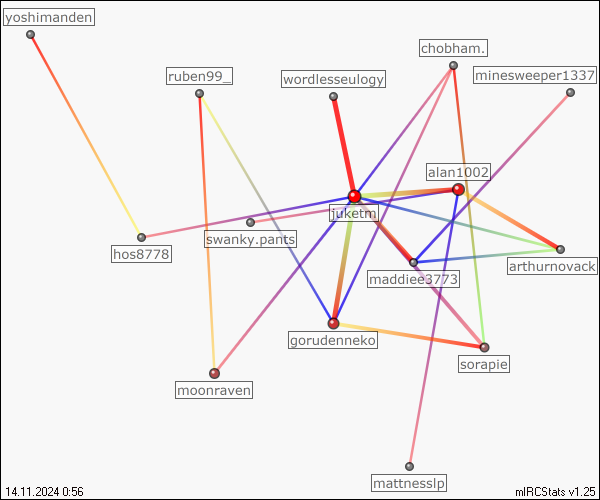 yoshimanden
chobham.
ruben99_
wordlesseulogy
minesweeper1337
alan1002
juketm
swanky.pants
hos8778
arthurnovack
maddiee3773
gorudenneko
sorapie
moonraven
mattnesslp
14.11.2024 0:56
mIRCStats v1.25